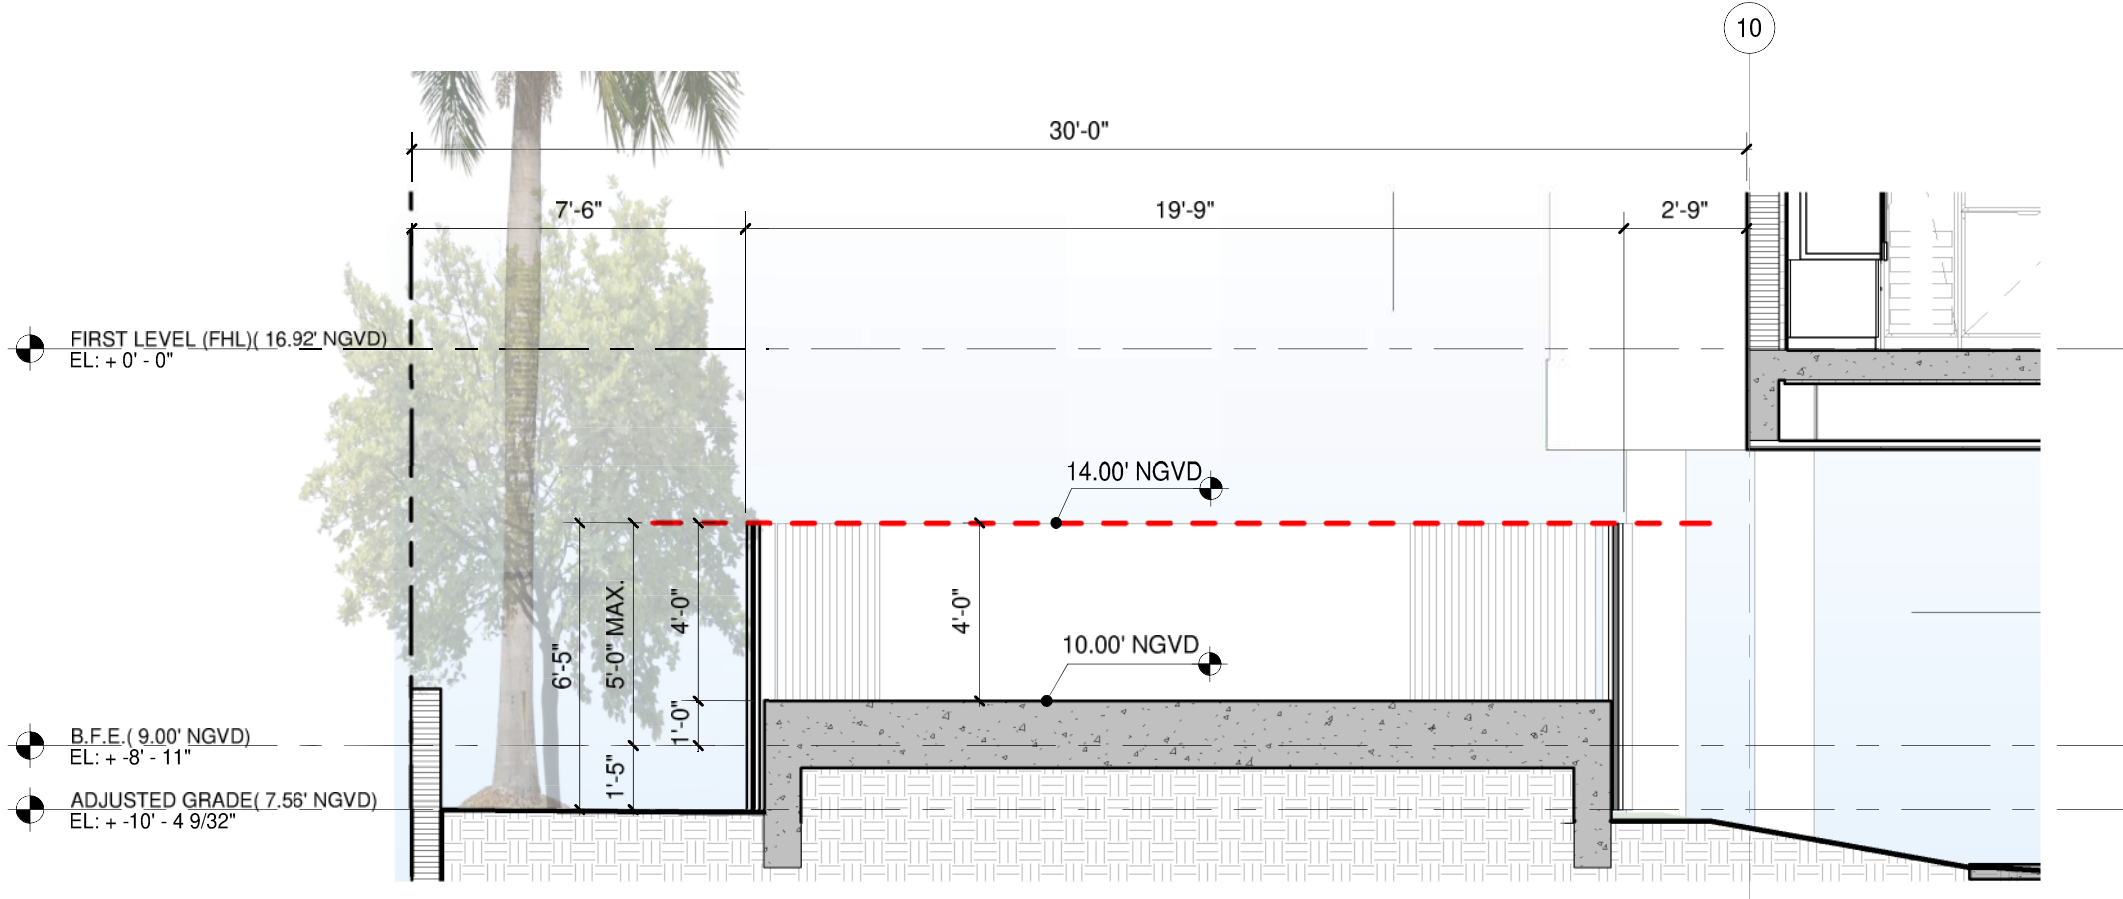 10
30'-0"
7'-6"
19'-9"
2'-9"
FIRST LEVEL (FHL)( 16.92' NGVD)
EL: + 0' - 0"
14.00' NGVD
6'-5"
5'-0" MAX.
4'-0"
4'-0"
10.00' NGVD
1'-0"
B.F.E.( 9.00' NGVD)
EL: + -8' - 11"
1'-5"
ADJUSTED GRADE( 7.56' NGVD)
EL: + -10' - 4 9/32"